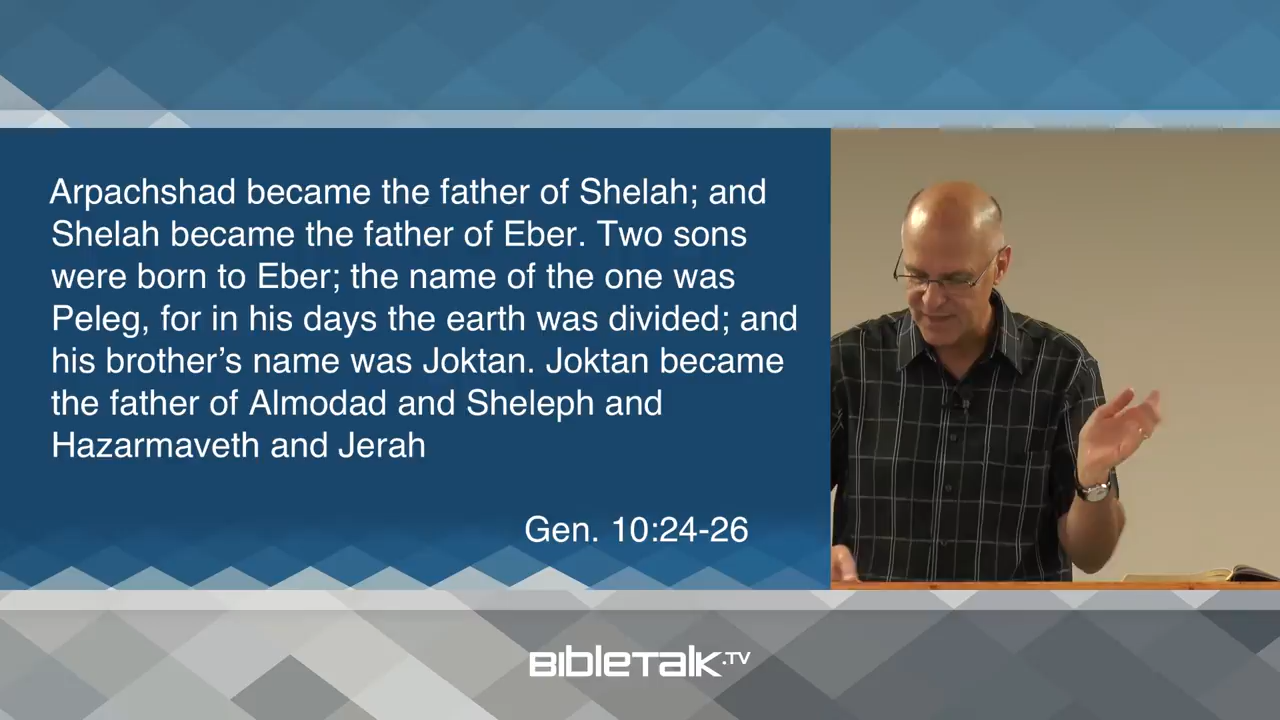 Arpachshad became the father of Shelah; and
Shelah became the father of Eber. Two sons
were born to Eber; the name of the one was
Peleg, for in his days the earth was divided; and
his brother’s name was Joktan. Joktan became
the father of Almodad and Sheleph and
Hazarmaveth and Jerah
Gen. 10:24-26
BIBLETALK.TV